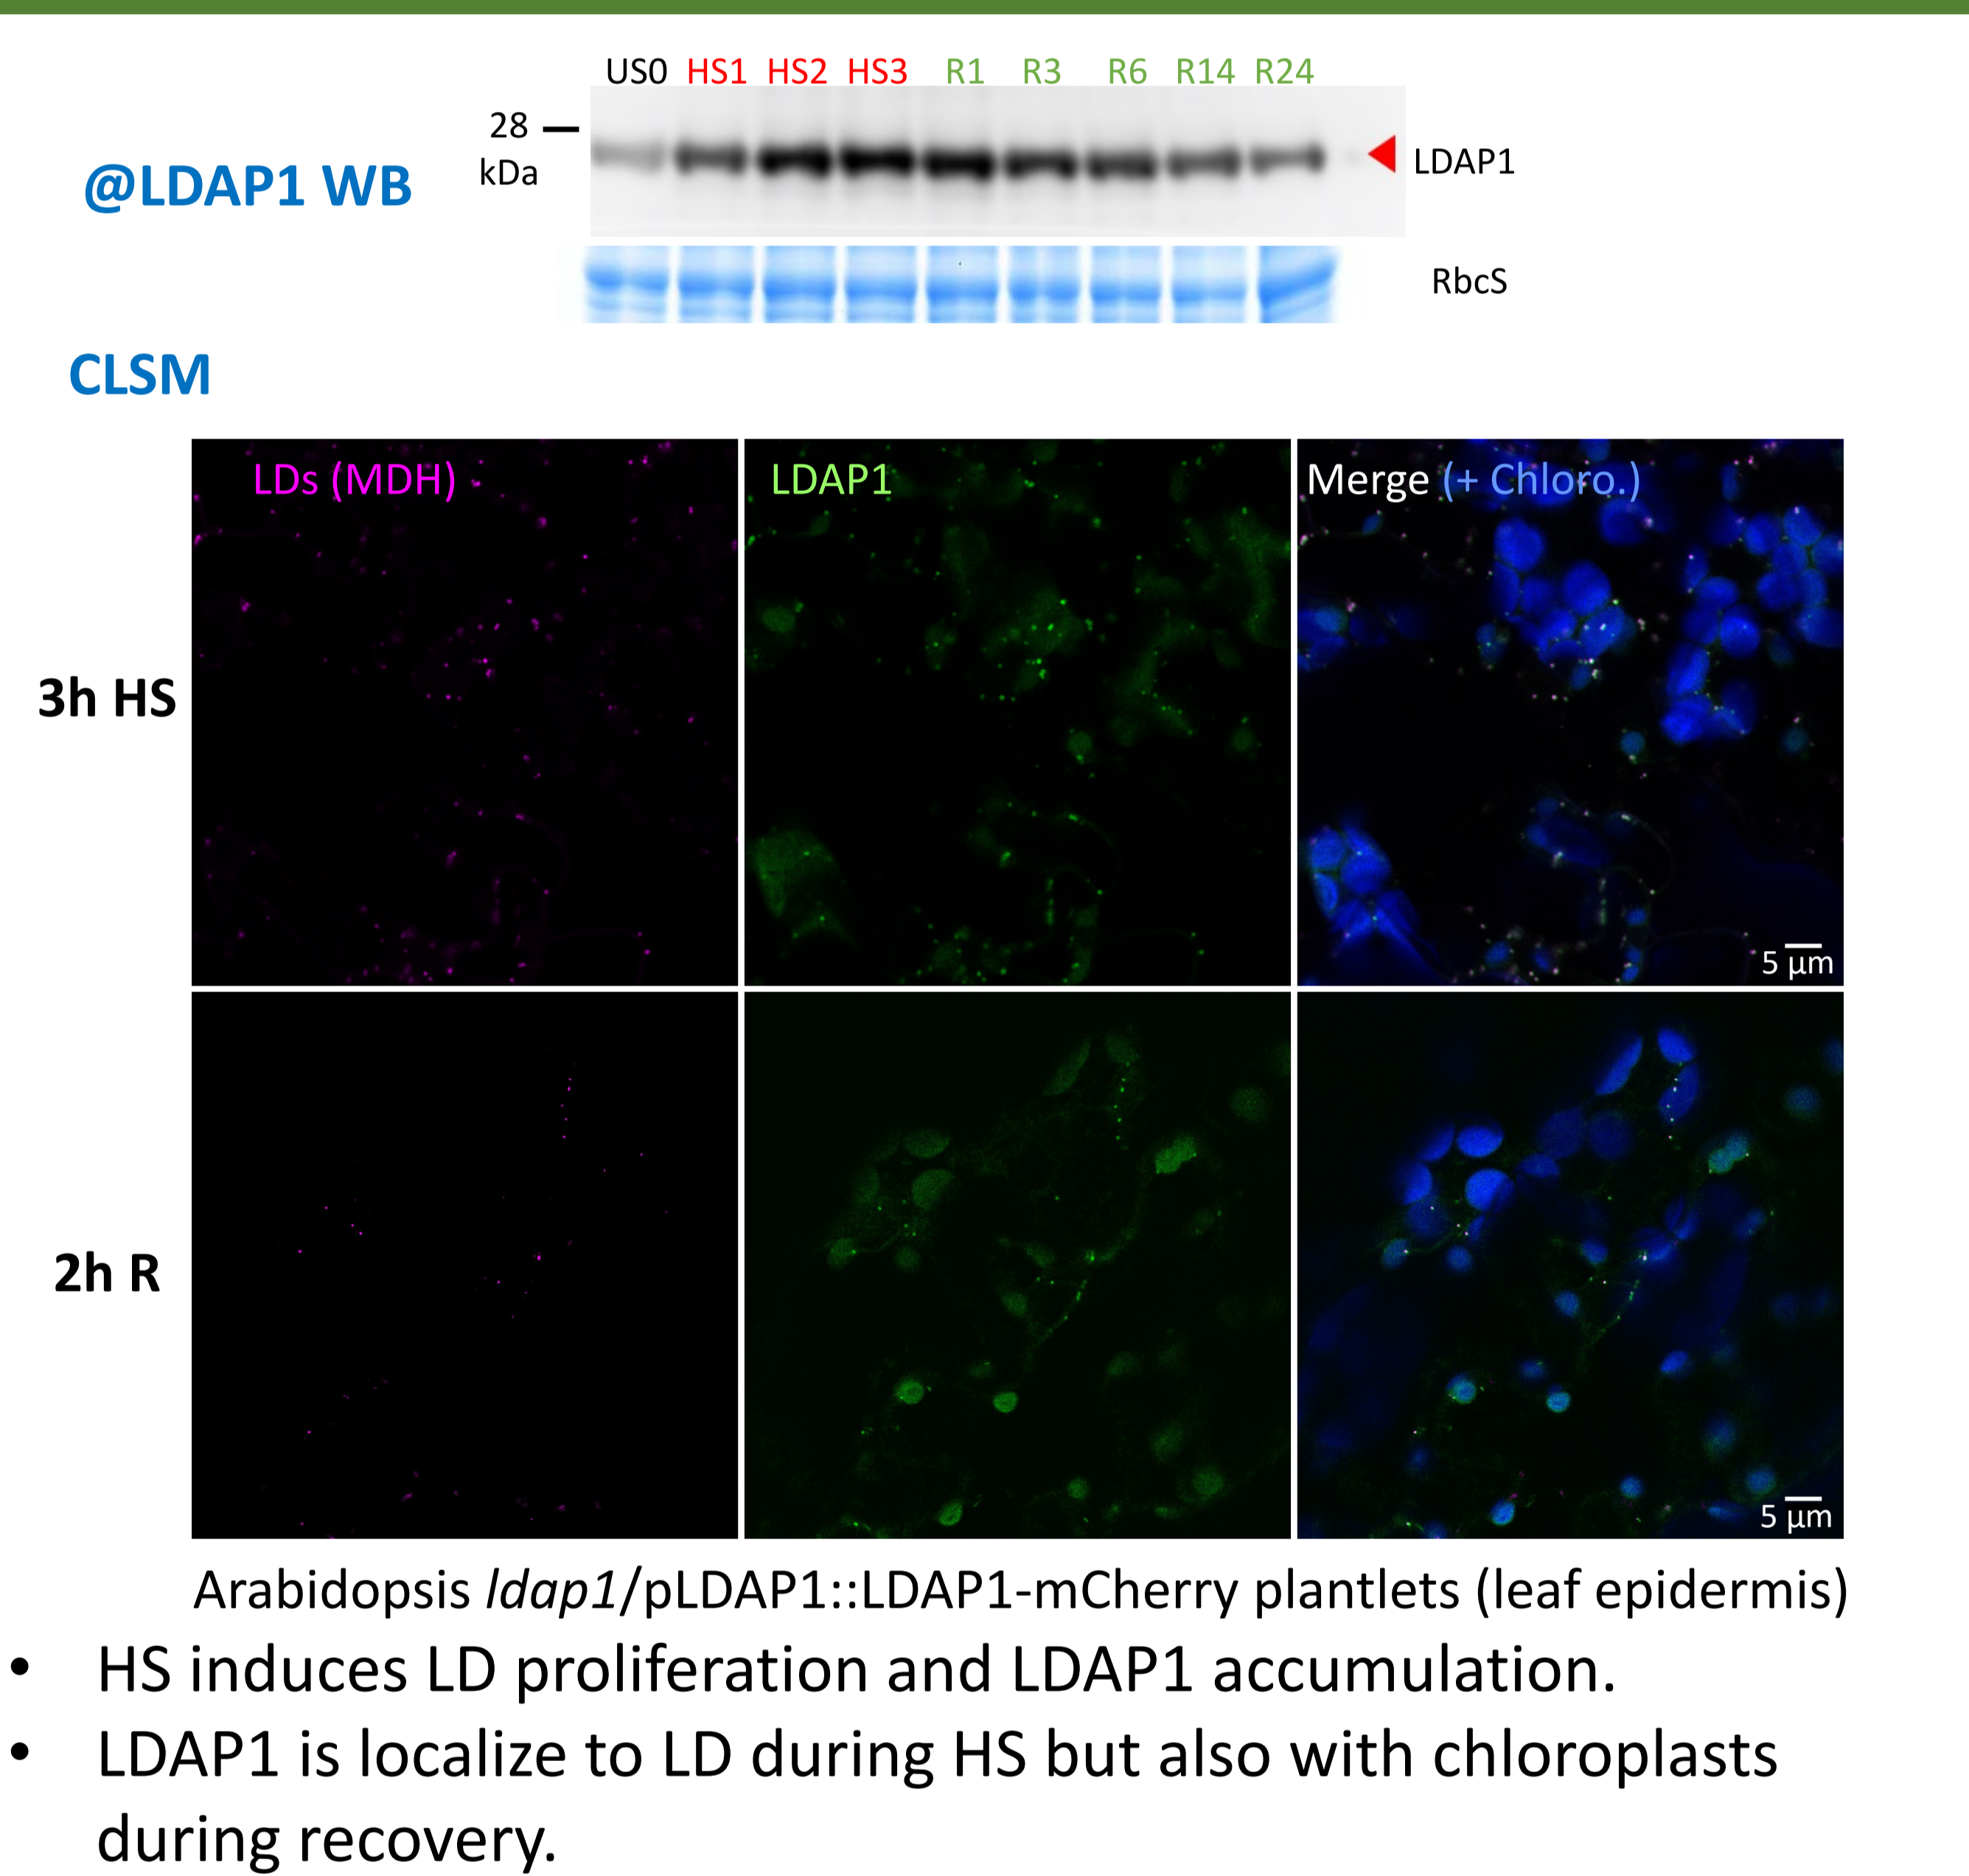 US0 HS1 HS2 HS3 R1 R3 R6 R14 R24
28
kDa
@LDAP1 WB
LDAP1
RbcS
CLSM
LDs (MDH)
LDAP1
Merge (+ Chloro.)
3h HS
5 µm
2h R
5 µm
Arabidopsis ldap1/pLDAP1::LDAP1-mCherry plantlets (leaf epidermis)
• HS induces LD proliferation and LDAP1 accumulation.
• LDAP1 is localize to LD during HS but also with chloroplasts
during recovery.